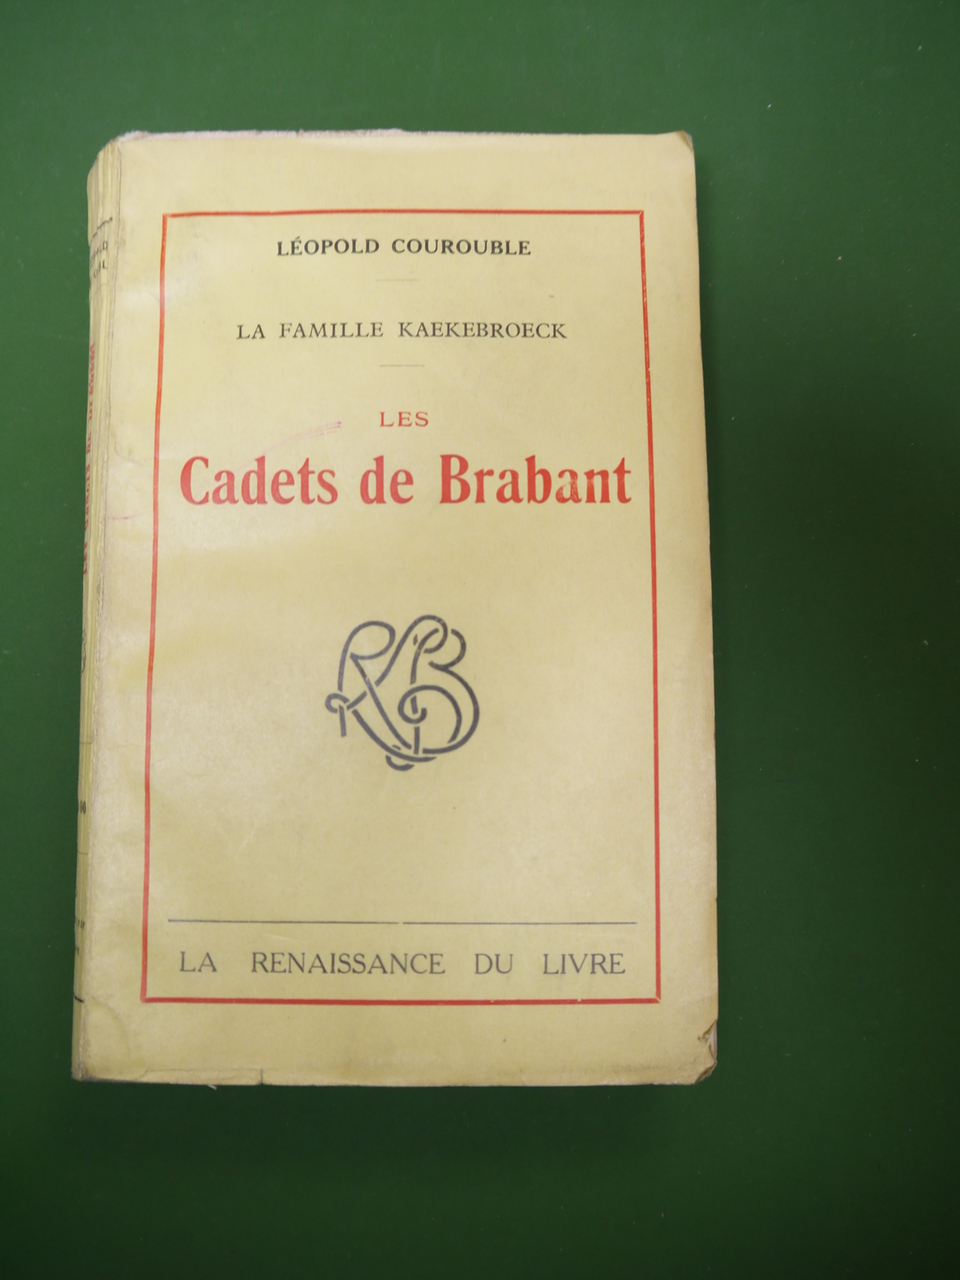 LÉOPOLD COUROUBLE
LA FAMILLE KAEKEBROECK
LES
Cadets de Brabant
LA RENAISSANCE DU LIVRE